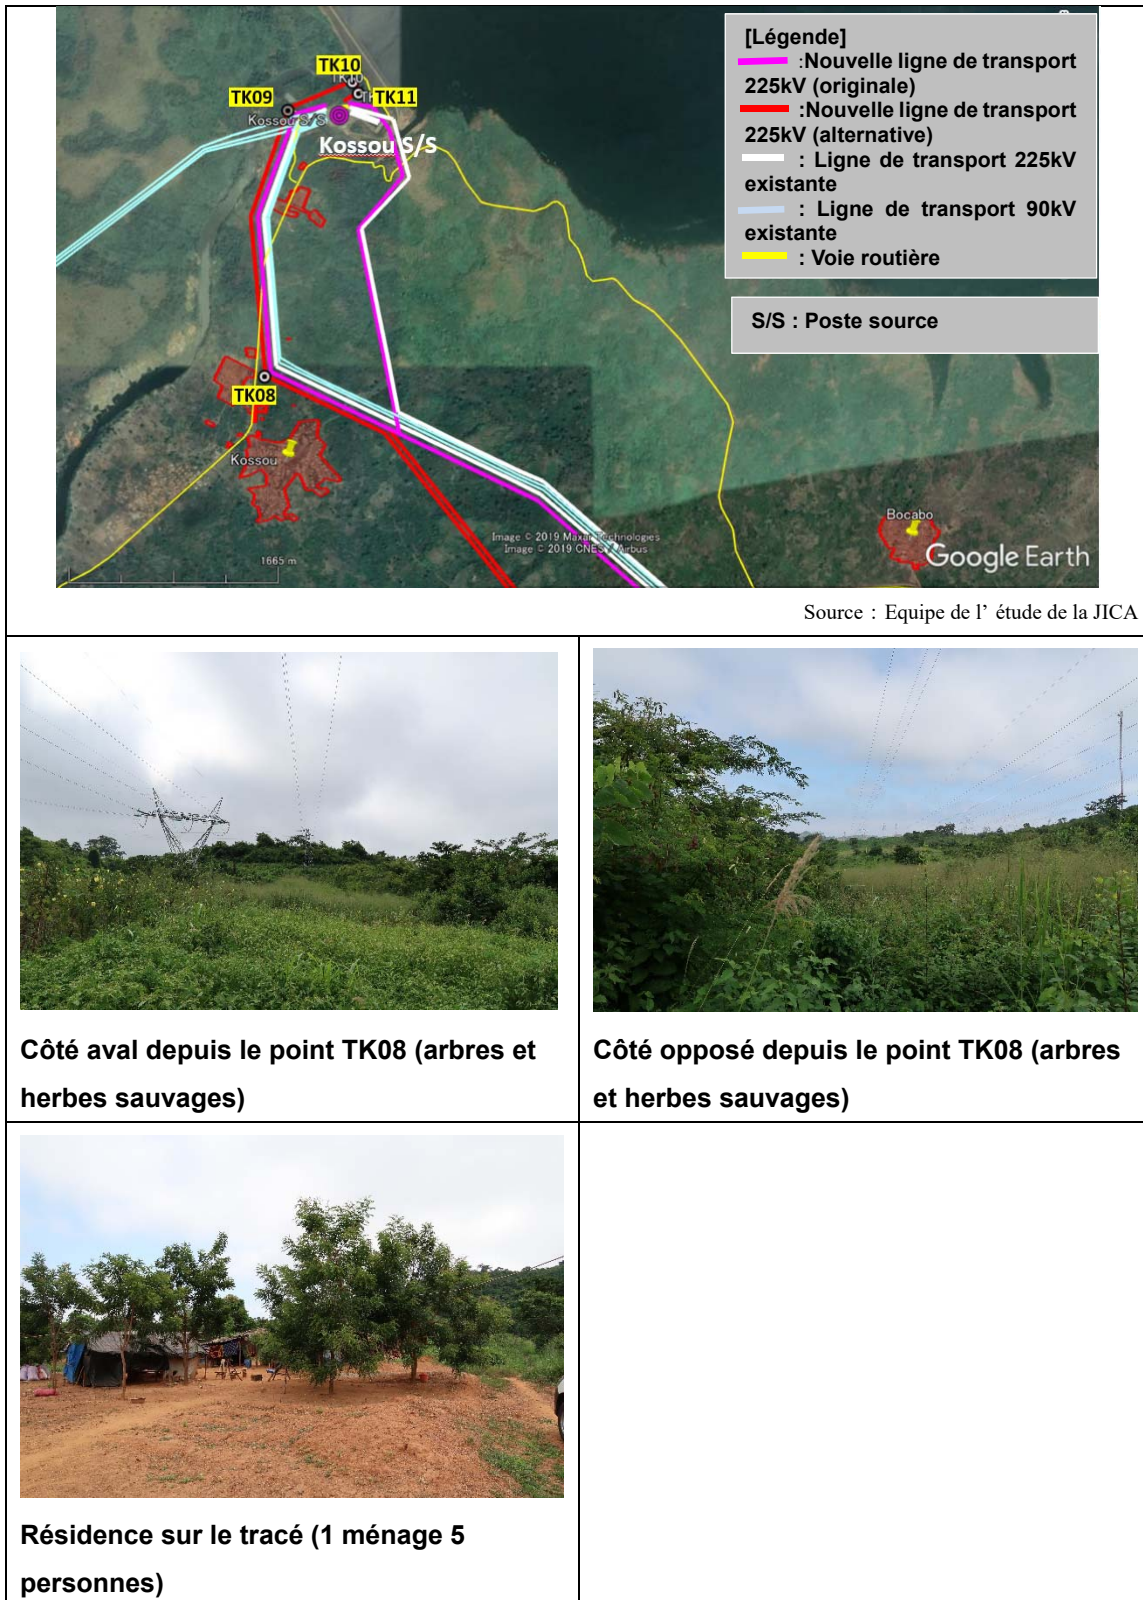 [Légende]
:Nouvelle ligne de transport
225kV (originale)
:Nouvelle ligne de transport
225kV (alternative)
: Ligne de transport 225kV
existante
: Ligne de transport 90kV
existante
: Voie routière
S/S : Poste source
TK10
TK09
TK11
Kossou S/S
Kossou S/S
TK08
Kossou
Bocabo
1665 m
Image © 2019 Maxar Technologies
Image © 2019 CNES / Airbus
Google Earth
Source : Equipe de l’ étude de la JICA
Côté aval depuis le point TK08 (arbres et
herbes sauvages)
Côté opposé depuis le point TK08 (arbres
et herbes sauvages)
Résidence sur le tracé (1 ménage 5
personnes)